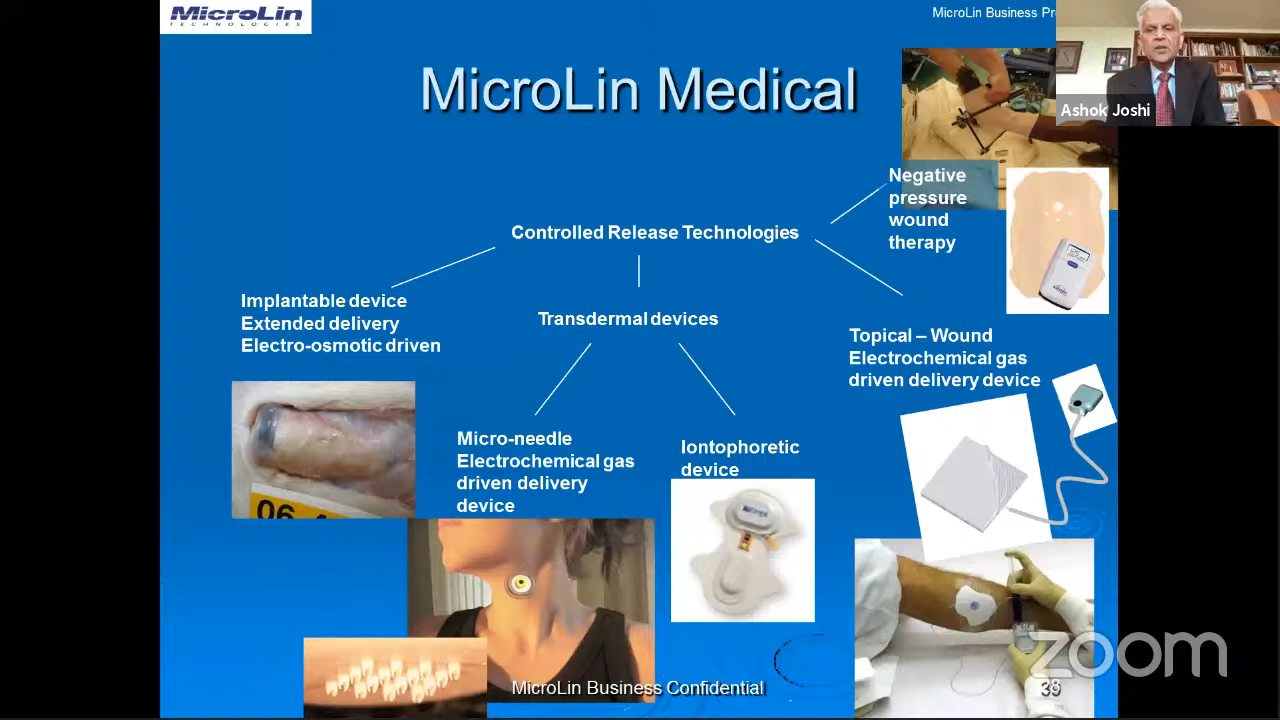 MicroLin
TECHNOLOGIES
MicroLin Business Pr
Ashok Joshi
MicroLin Medical
Negative
pressure
wound
therapy
Controlled Release Technologies
Implantable device
Extended delivery
Electro-osmotic driven
Transdermal devices
Topical – Wound
Electrochemical gas
driven delivery device
Micro-needle
Electrochemical gas
driven delivery
device
Iontophoretic
device
06
MicroLin Business Confidential
zoom